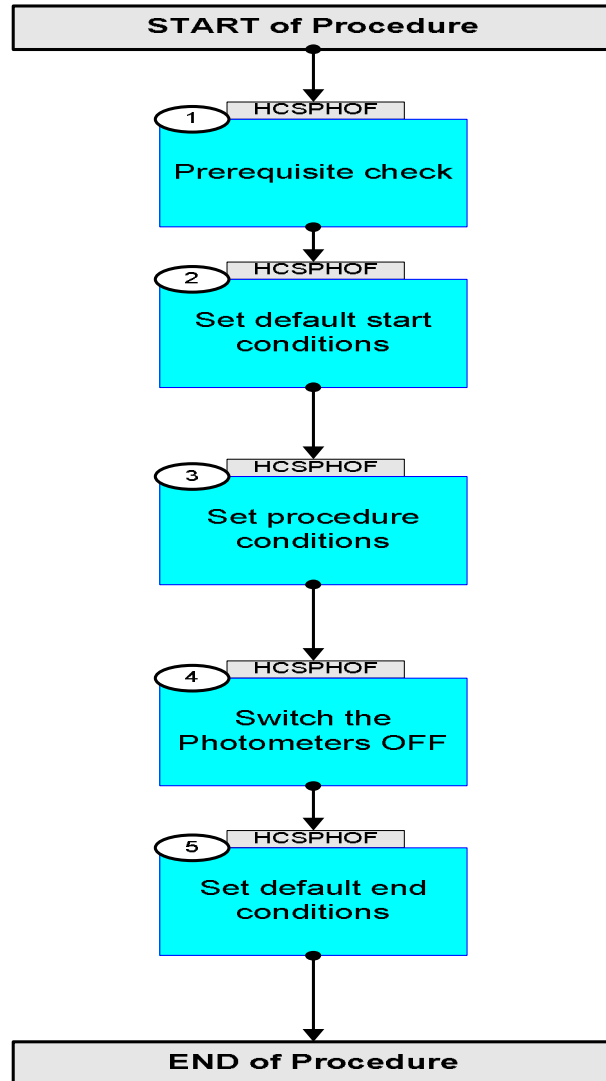 START of Procedure
HCSPHOF
1
Prerequisite check
HCSPHOF
2
Set default start
conditions
HCSPHOF
3
Set procedure
conditions
HCSPHOF
4
Switch the
Photometers OFF
HCSPHOF
5
Set default end
conditions
END of Procedure